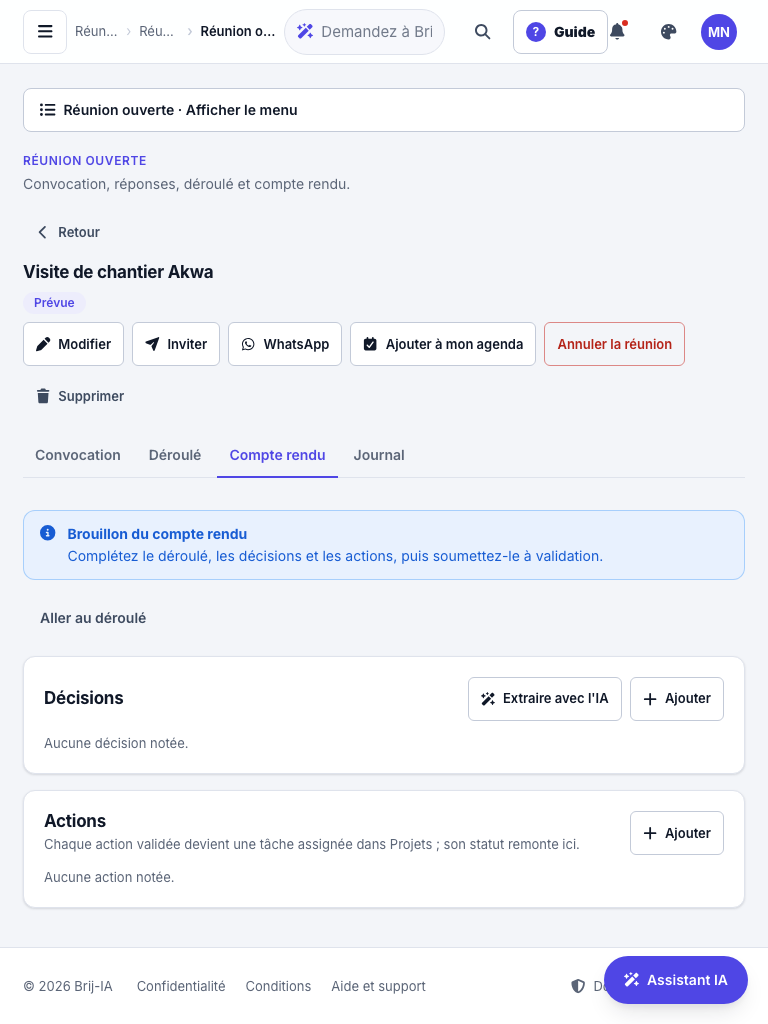 Réun... › Réu... › Réunion o... Demandez à Bri ? Guide MN
Réunion ouverte · Afficher le menu
RÉUNION OUVERTE
Convocation, réponses, déroulé et compte rendu.
Retour
Visite de chantier Akwa
Prévue
Modifier Inviter WhatsApp Ajouter à mon agenda Annuler la réunion
Supprimer
Convocation Déroulé Compte rendu Journal
Brouillon du compte rendu
Complétez le déroulé, les décisions et les actions, puis soumettez-le à validation.
Aller au déroulé
Décisions Extraire avec l'IA Ajouter
Aucune décision notée.
Actions Ajouter
Chaque action validée devient une tâche assignée dans Projets ; son statut remonte ici.
Aucune action notée.
© 2026 Brij-IA Confidentialité Conditions Aide et support Assistant IA